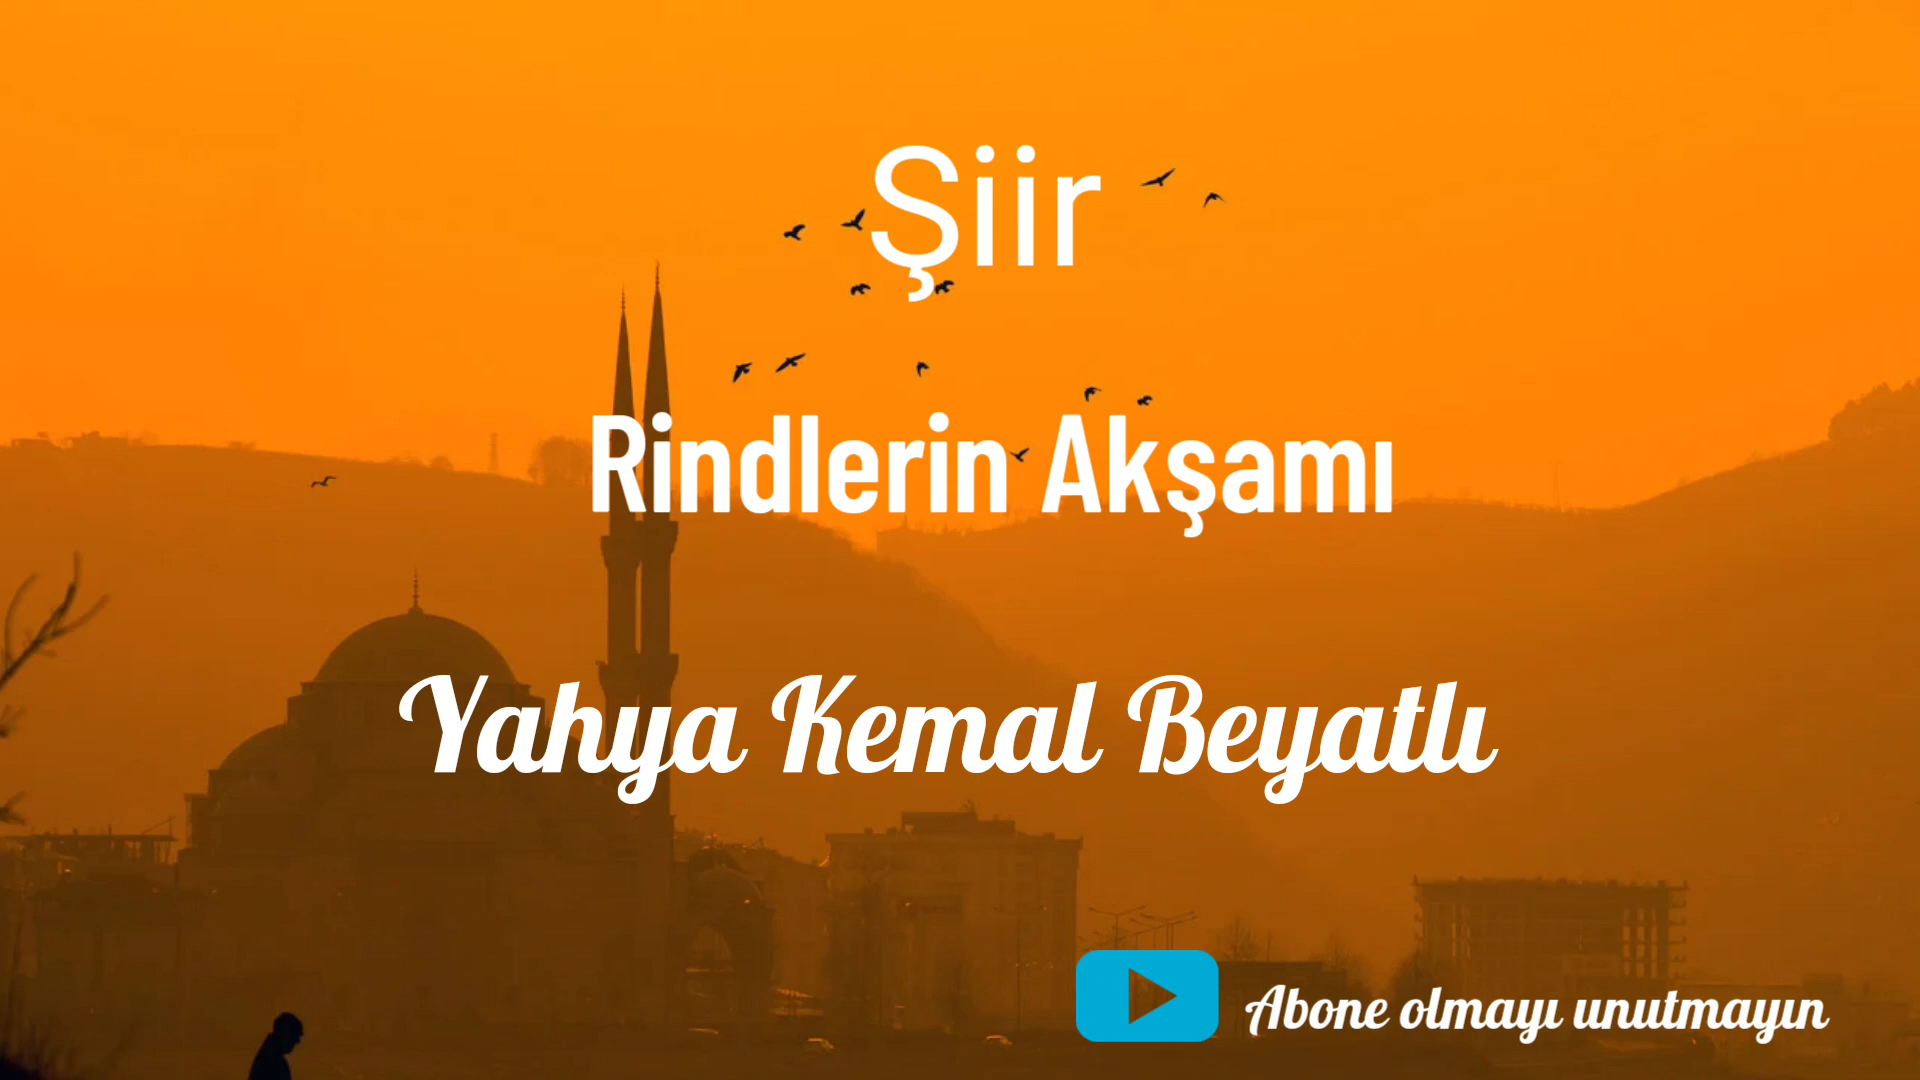 Şiir
Rindlerin Akşamı
Yahya Kemal Beyatlı
Abone olmayı unutmayın